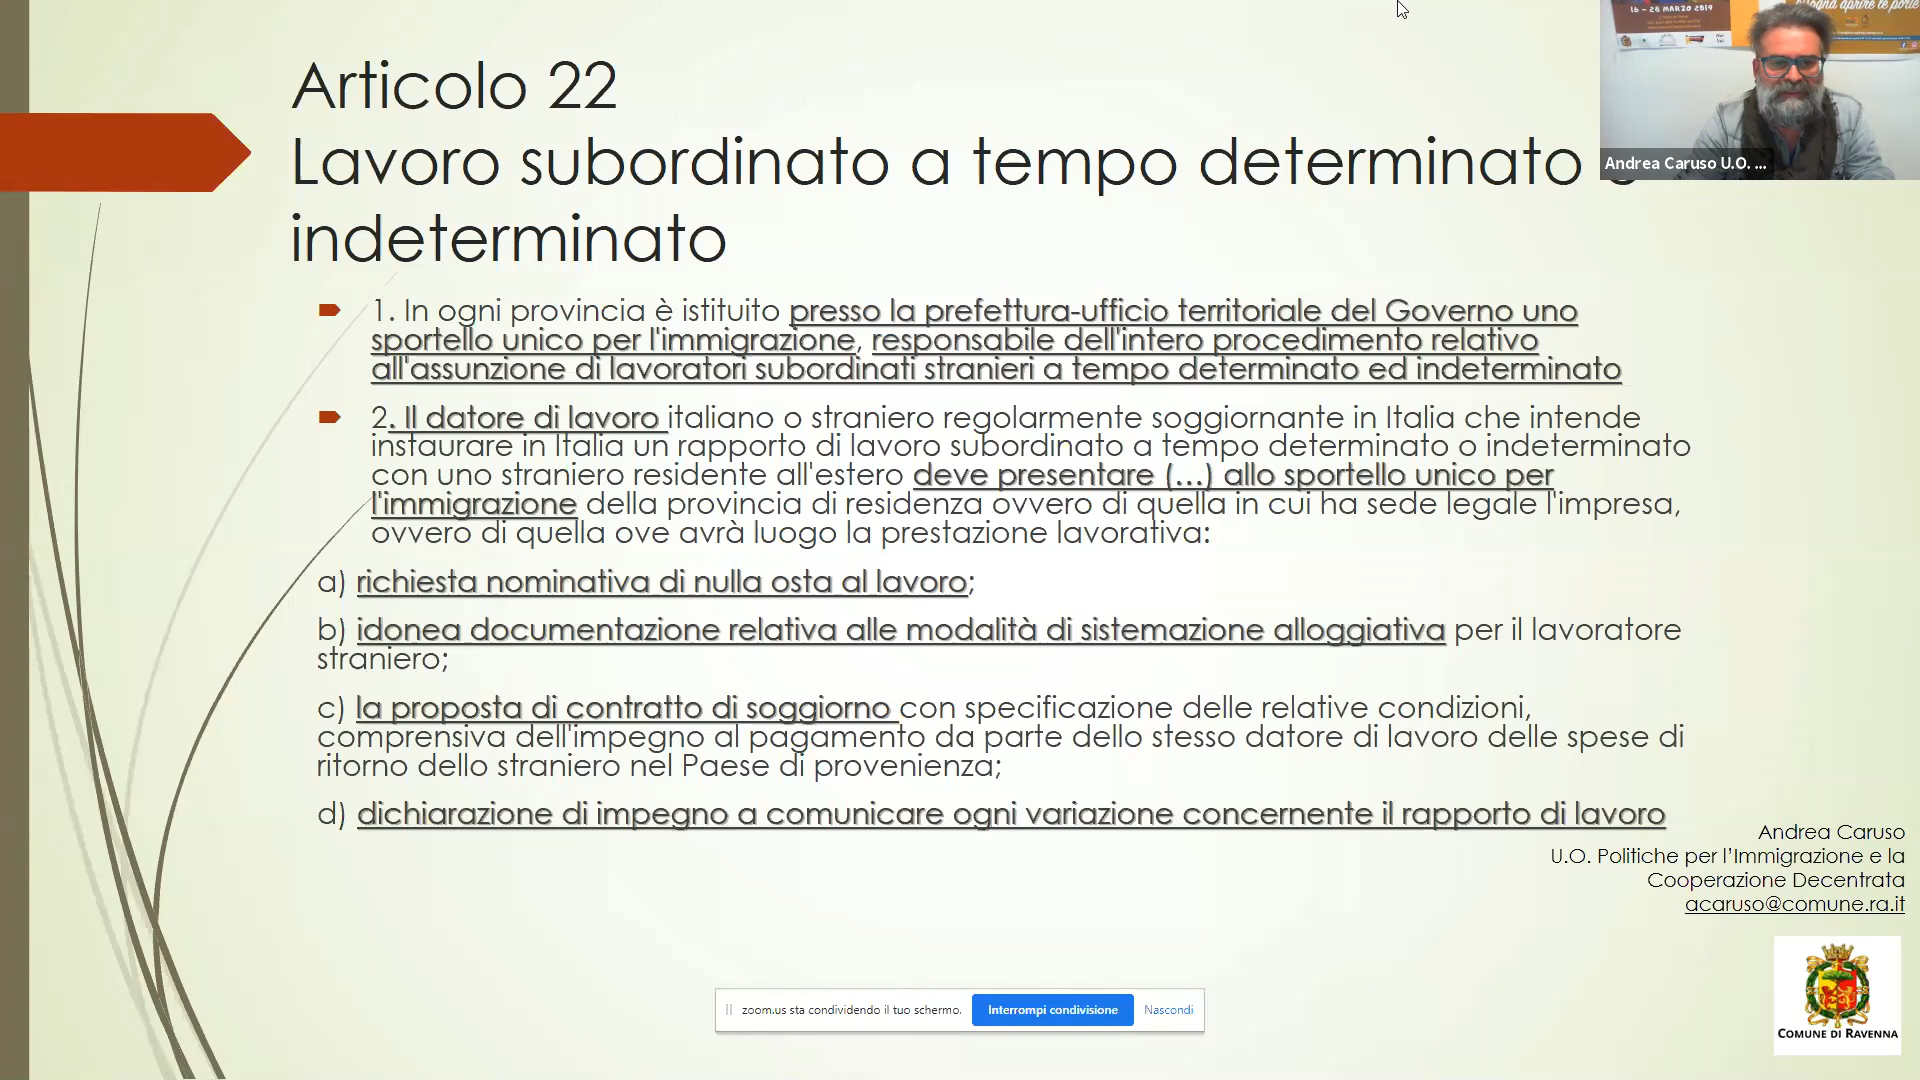 16 - 28 MARZO 2019
aprire le porte
Andrea Caruso U.O. ...
Articolo 22
Lavoro subordinato a tempo determinato
indeterminato
1. In ogni provincia è istituito presso la prefettura-ufficio territoriale del Governo uno
sportello unico per l'immigrazione, responsabile dell'intero procedimento relativo
all'assunzione di lavoratori subordinati stranieri a tempo determinato ed indeterminato
2. Il datore di lavoro italiano o straniero regolarmente soggiornante in Italia che intende
instaurare in Italia un rapporto di lavoro subordinato a tempo determinato o indeterminato
con uno straniero residente all'estero deve presentare (…) allo sportello unico per
l'immigrazione della provincia di residenza ovvero di quella in cui ha sede legale l'impresa,
ovvero di quella ove avrà luogo la prestazione lavorativa:
a) richiesta nominativa di nulla osta al lavoro;
b) idonea documentazione relativa alle modalità di sistemazione alloggiativa per il lavoratore
straniero;
c) la proposta di contratto di soggiorno con specificazione delle relative condizioni,
comprensiva dell'impegno al pagamento da parte dello stesso datore di lavoro delle spese di
ritorno dello straniero nel Paese di provenienza;
d) dichiarazione di impegno a comunicare ogni variazione concernente il rapporto di lavoro
Andrea Caruso
U.O. Politiche per l’Immigrazione e la
Cooperazione Decentrata
acaruso@comune.ra.it
COMUNE DI RAVENNA
zoom.us sta condividendo il tuo schermo.
Interrompi condivisione
Nascondi